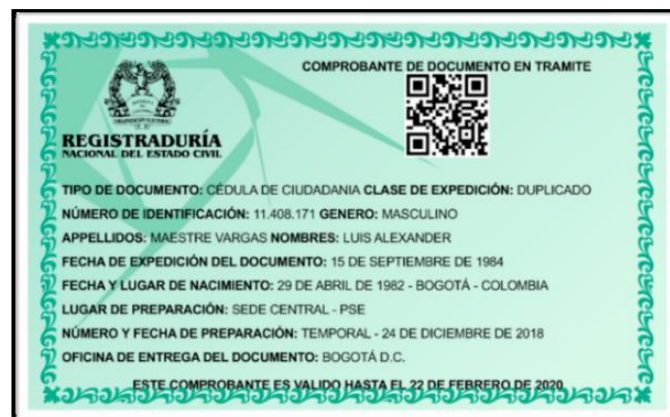 COMPROBANTE DE DOCUMENTO EN TRAMITE
REGISTRADURÍA
NACIONAL DEL ESTADO CIVIL
TIPO DE DOCUMENTO: CÉDULA DE CIUDADANIA CLASE DE EXPEDICIÓN: DUPLICADO
NÚMERO DE IDENTIFICACIÓN: 11.408.171 GENERO: MASCULINO
APPELLIDOS: MAESTRE VARGAS NOMBRES: LUIS ALEXANDER
FECHA DE EXPEDICIÓN DEL DOCUMENTO: 15 DE SEPTIEMBRE DE 1984
FECHA Y LUGAR DE NACIMIENTO: 29 DE ABRIL DE 1982 - BOGOTÁ - COLOMBIA
LUGAR DE PREPARACIÓN: SEDE CENTRAL - PSE
NÚMERO Y FECHA DE PREPARACIÓN: TEMPORAL - 24 DE DICIEMBRE DE 2018
OFICINA DE ENTREGA DEL DOCUMENTO: BOGOTÁ D.C.
ESTE COMPROBANTE ES VALIDO HASTA EL 22 DE FEBRERO DE 2020